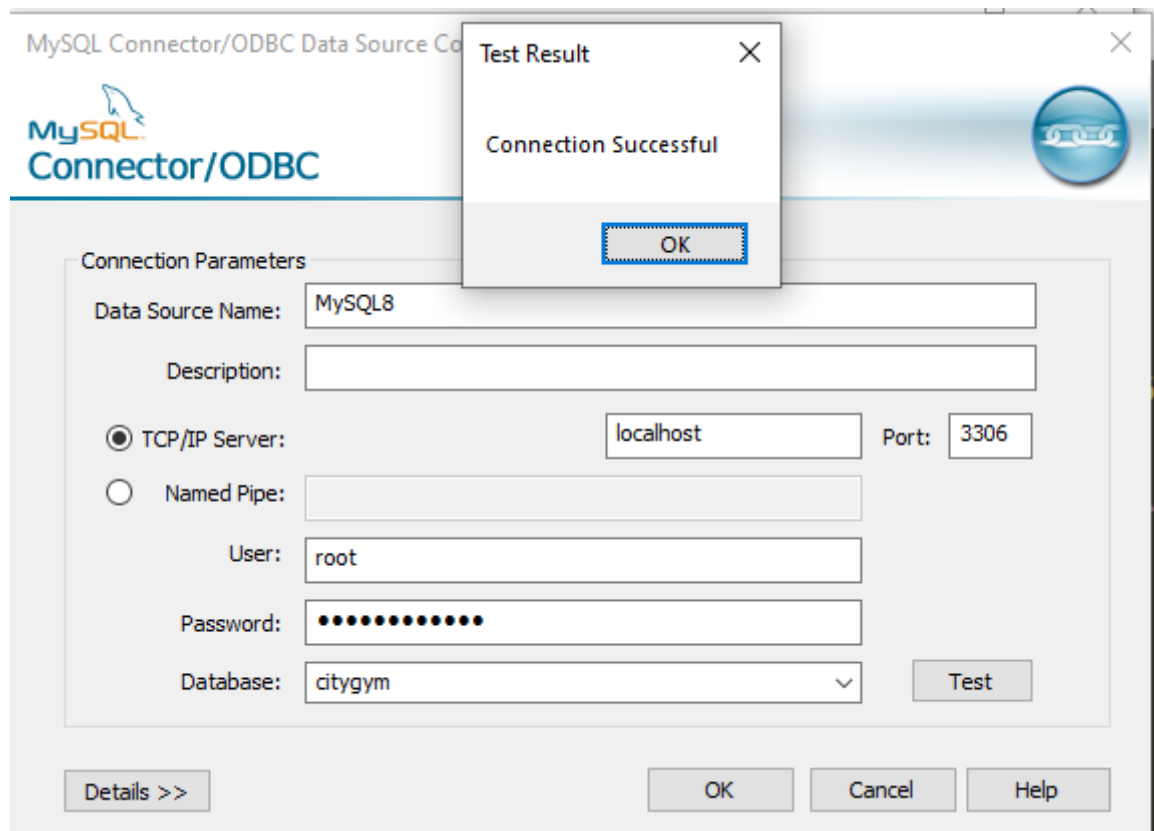 MySQL Connector/ODBC Data Source Co
Test Result
MySQL
Connector/ODBC
Connection Successful
OK
Connection Parameters
Data Source Name: MySQL8
Description:
TCP/IP Server: localhost Port: 3306
Named Pipe:
User: root
Password: ••••••••••••
Database: citygym Test
Details >> OK Cancel Help